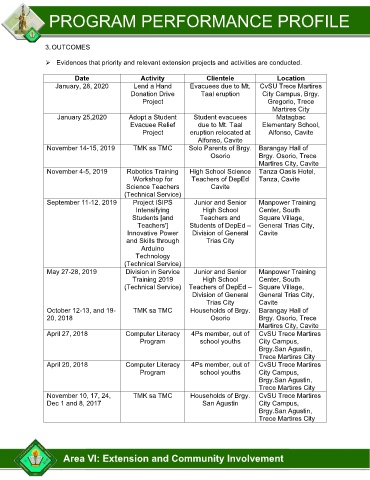 PROGRAM PERFORMANCE PROFILE
3. OUTCOMES
➢ Evidences that priority and relevant extension projects and activities are conducted.
Date Activity Clientele Location
January, 28, 2020 Lend a Hand Evacuees due to Mt. CvSU Trece Martires
Donation Drive Taal eruption City Campus, Brgy.
Project Gregorio, Trece
Martires City
January 25,2020 Adopt a Student Student evacuees Matagbac
Evacuee Relief due to Mt. Taal Elementary School,
Project eruption relocated at Alfonso, Cavite
Alfonso, Cavite
November 14-15, 2019 TMK sa TMC Solo Parents of Brgy. Barangay Hall of
Osorio Brgy. Osorio, Trece
Martires City, Cavite
November 4-5, 2019 Robotics Training High School Science Tanza Oasis Hotel,
Workshop for Teachers of DepEd Tanza, Cavite
Science Teachers Cavite
(Technical Service)
September 11-12, 2019 Project ISIPS Junior and Senior Manpower Training
Intensifying High School Center, South
Students [and Teachers and Square Village,
Teachers'] Students of DepEd – General Trias City,
Innovative Power Division of General Cavite
and Skills through Trias City
Arduino
Technology
(Technical Service)
May 27-28, 2019 Division in Service Junior and Senior Manpower Training
Training 2019 High School Center, South
(Technical Service) Teachers of DepEd – Square Village,
Division of General General Trias City,
Trias City Cavite
October 12-13, and 19- TMK sa TMC Households of Brgy. Barangay Hall of
20, 2018 Osorio Brgy. Osorio, Trece
Martires City, Cavite
April 27, 2018 Computer Literacy 4Ps member, out of CvSU Trece Martires
Program school youths City Campus,
Brgy.San Agustin,
Trece Martires City
April 20, 2018 Computer Literacy 4Ps member, out of CvSU Trece Martires
Program school youths City Campus,
Brgy.San Agustin,
Trece Martires City
November 10, 17, 24, TMK sa TMC Households of Brgy. CvSU Trece Martires
Dec 1 and 8, 2017 San Agustin City Campus,
Brgy.San Agustin,
Trece Martires City
Area VI: Extension and Community Involvement